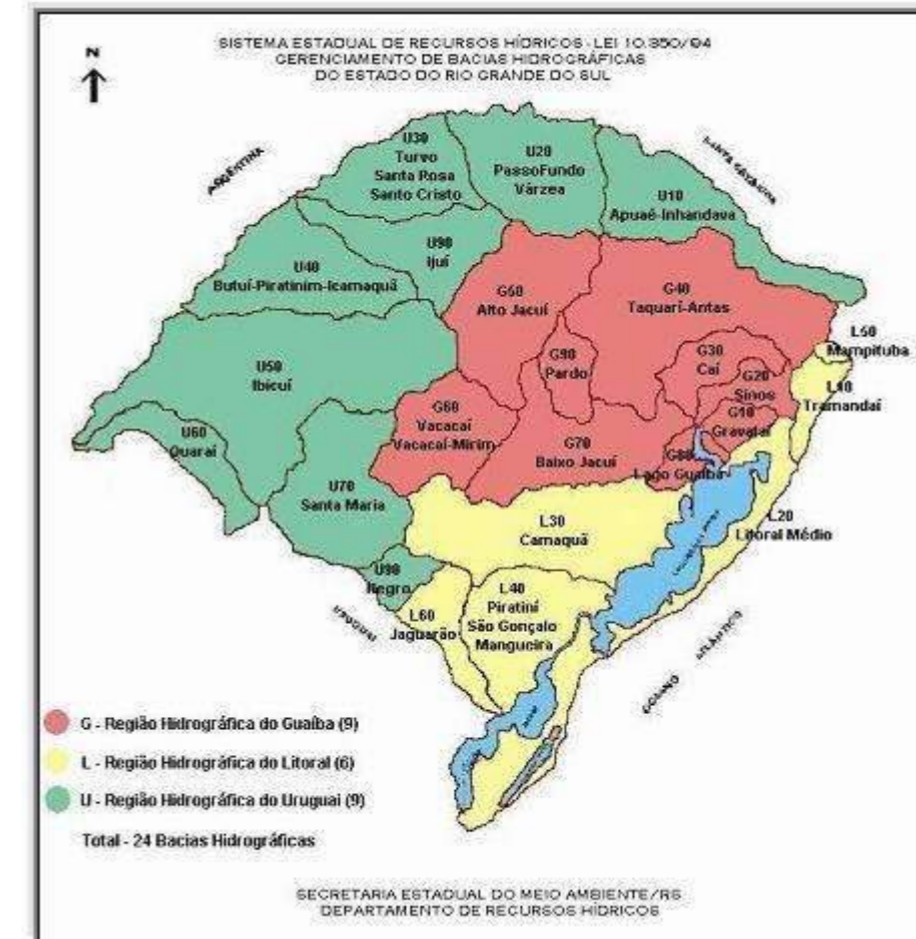 SISTEMA ESTADUAL DE RECURSOS HÍDRICOS - LEI 10.350/94
GERENCIAMENTO DE BACIAS HIDROGRÁFICAS
DO ESTADO DO RIO GRANDE DO SUL
N
ARGENTINA
SANTA CATARINA
U30
Turvo
Santa Rosa
Santo Cristo
U20
PassoFundo
Várzea
U10
Apuaê-Inhandava
U90
Ijuí
U40
Butuí-Piratinim-Icamaquã
G50
Alto Jacuí
G40
Taquarí-Antas
L50
Mampituba
G90
Pardo
G30
Caí
G20
Sinos
L10
Tramandaí
U50
Ibicuí
G60
Vacacaí
Vacacaí-Mirim
G10
Gravataí
U60
Quaraí
G70
Baixo Jacuí
G80
Lago Guaíba
U70
Santa Maria
L30
Camaquã
L20
Litoral Médio
U90
Negro
L40
Piratiní
São Gonçalo
Mangueira
L60
Jaguarão
URUGUAI
OCEANO ATLÂNTICO
G - Região Hidrográfica do Guaíba (9)
L - Região Hidrográfica do Litoral (6)
U - Região Hidrográfica do Uruguai (9)
Total - 24 Bacias Hidrográficas
SECRETARIA ESTADUAL DO MEIO AMBIENTE/RS
DEPARTAMENTO DE RECURSOS HÍDRICOS